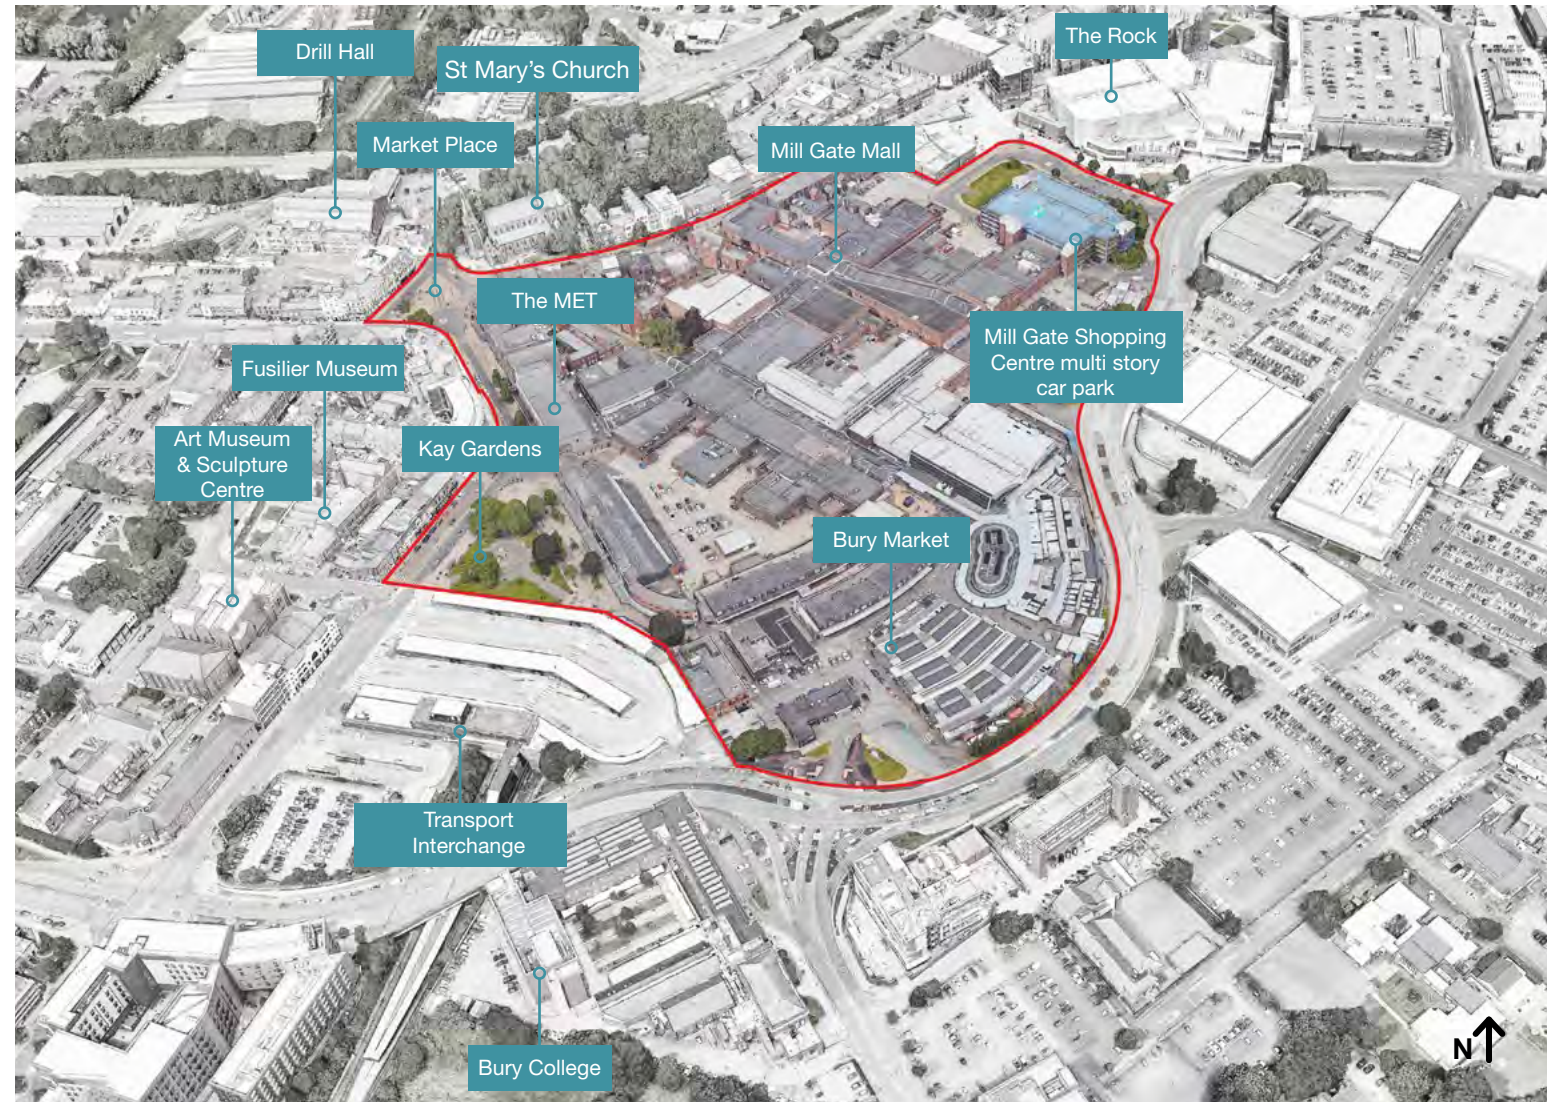 The Rock
Drill Hall
St Mary's Church
Market Place
Mill Gate Mall
The MET
Mill Gate Shopping
Centre multi story
car park
Fusilier Museum
Art Museum
& Sculpture
Centre
Kay Gardens
Bury Market
Transport
Interchange
Bury College
N